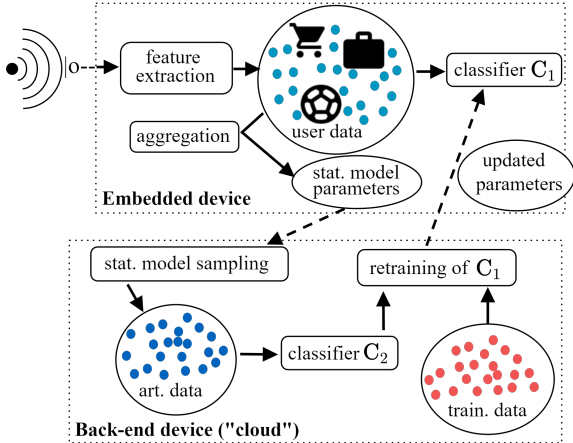 feature
extraction
classifier C₁
user data
aggregation
stat. model
parameters
updated
parameters
Embedded device
stat. model sampling
retraining of C₁
classifier C₂
art. data
train. data
Back-end device ("cloud")